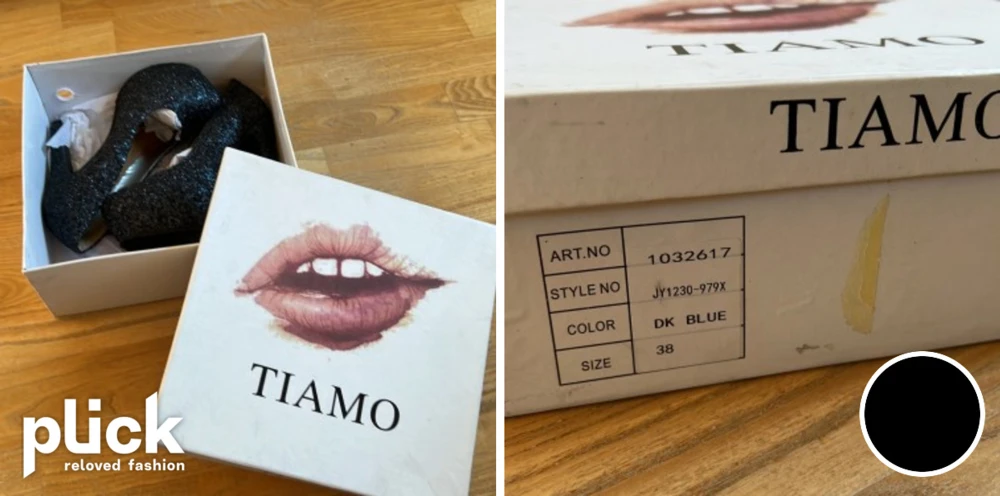 TIAMO
plick
reloved fashion
TIAMO
TIAMO
ART.NO 1032617
STYLE NO JY1230-979X
COLOR DK BLUE
SIZE 38